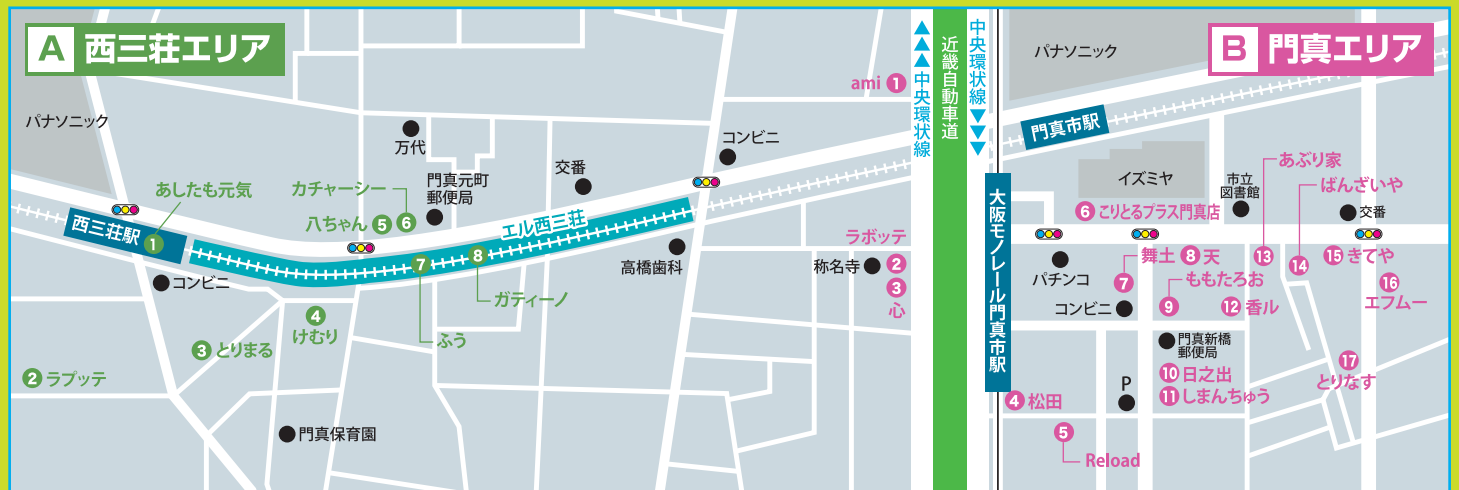 A 西三荘エリア
パナソニック
万代
門真元町
郵便局
交番
コンビニ
ami 1
あしたも元気
カチャーシー
八ちゃん 5 6
西三荘駅 1
エル西三荘
7
8
コンビニ
高橋歯科
ラボッテ
称名寺 2
3
心
4
けむり
ガティーノ
ふう
3 とりまる
2 ラプッテ
門真保育園
▲▲▲中央環状線
近畿自動車道
中央環状線▼▼▼
B 門真エリア
パナソニック
門真市駅
イズミヤ
市立
図書館
あぶり家
ばんざいや
交番
6 こりとるプラス門真店
大阪モノレール門真市駅
パチンコ
舞土 8 天
7
13
14
15 きてや
16
エフムー
ももたろお
コンビニ
9
12 香ル
門真新橋
郵便局
10 日之出
11 しまんちゅう
17
とりなす
P
4 松田
5
Reload